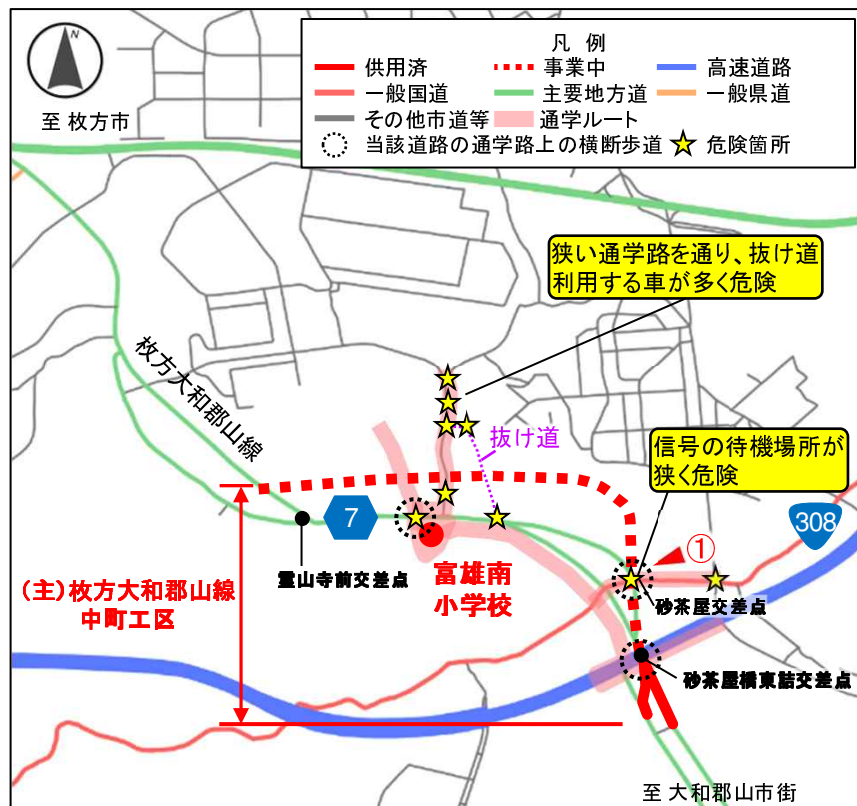 凡 例
供用済
事業中
高速道路
一般国道
主要地方道
一般県道
その他市道等
通学ルート
当該道路の通学路上の横断歩道
危険箇所
至 枚方市
狭い通学路を通り、抜け道
利用する車が多く危険
枚方大和郡山線
抜け道
信号の待機場所が
狭く危険
7
308
①
霊山寺前交差点
富雄南
小学校
砂茶屋交差点
(主)枚方大和郡山線
中町工区
砂茶屋橋東詰交差点
至 大和郡山市街